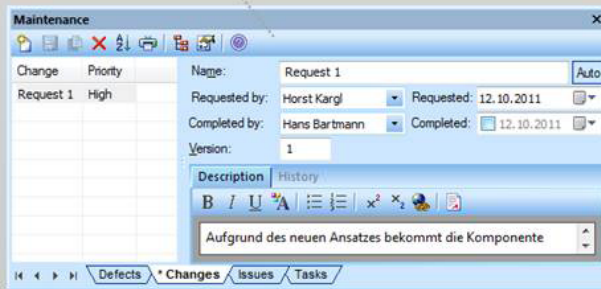 Maintenance
Change Priority
Request 1 High
Name: Request 1 Auto
Requested by: Horst Kargl Requested: 12.10.2011
Completed by: Hans Bartmann Completed: 12.10.2011
Version: 1
Description History
B I U A x² x₂
Aufgrund des neuen Ansatzes bekommt die Komponente
Defects * Changes Issues Tasks